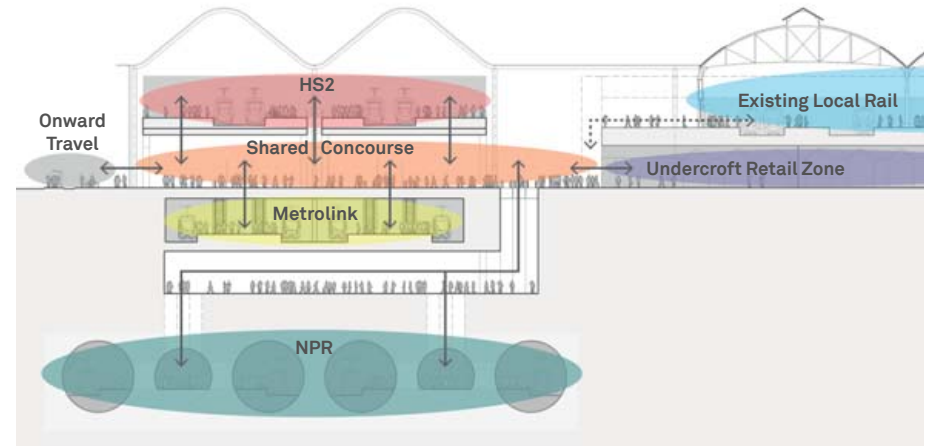 HS2
Existing Local Rail
Onward
Travel
Shared Concourse
Undercroft Retail Zone
Metrolink
NPR